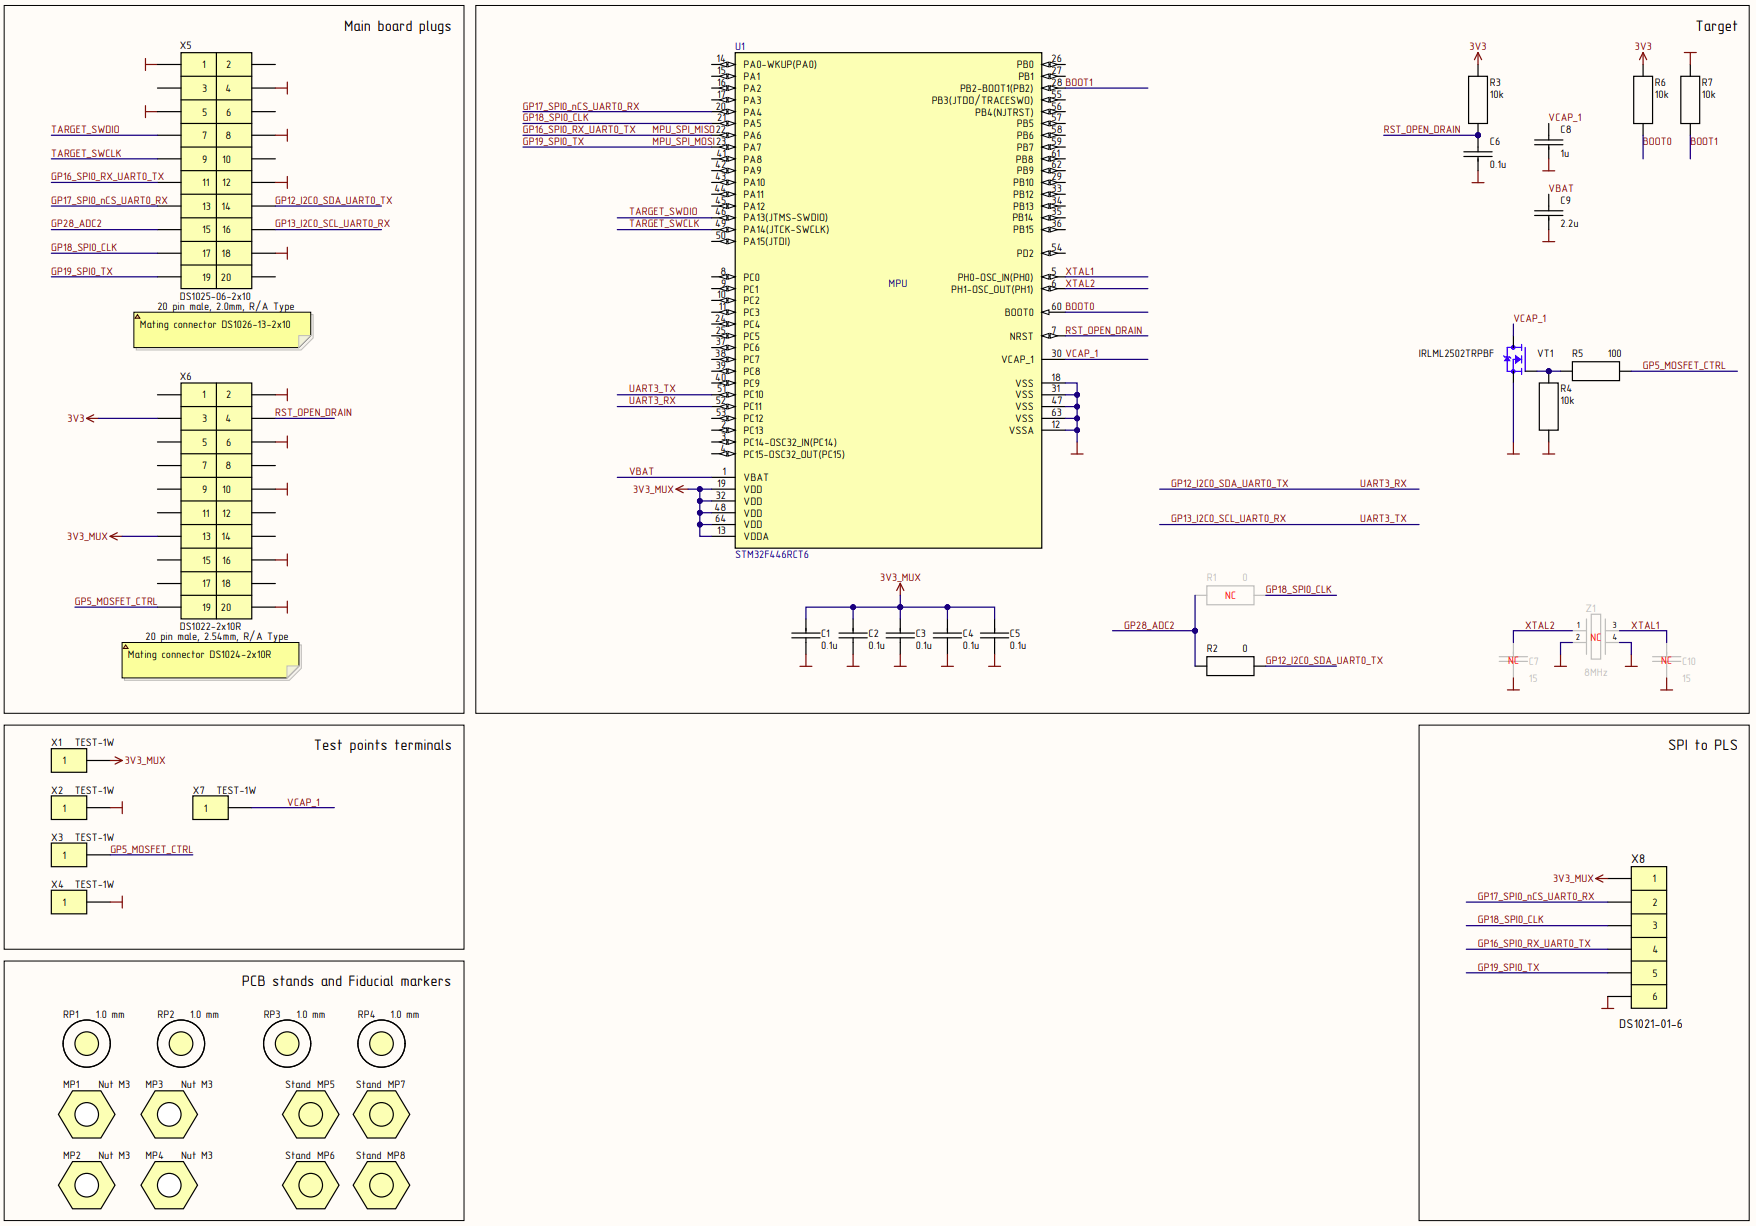 Main board plugs
X5
1 2
3 4
5 6
TARGET_SWDIO 7 8
TARGET_SWCLK 9 10
GP16_SPI0_RX_UART0_TX 11 12
GP17_SPI0_nCS_UART0_RX 13 14 GP12_I2C0_SDA_UART0_TX
GP28_ADC2 15 16 GP13_I2C0_SCL_UART0_RX
GP18_SPI0_CLK 17 18
GP19_SPI0_TX 19 20
DS1025-06-2x10
20 pin male, 2.0mm, R/A Type
Mating connector DS1026-13-2x10
X6
1 2
3V3 3 4 RST_OPEN_DRAIN
5 6
7 8
9 10
11 12
3V3_MUX 13 14
15 16
17 18
GP5_MOSFET_CTRL 19 20
DS1022-2x10R
20 pin male, 2.54mm, R/A Type
Mating connector DS1024-2x10R
Target
U1
14 PA0-WKUP(PA0)
15 PA1
16 PA2
17 PA3
GP17_SPI0_nCS_UART0_RX 20 PA4
GP18_SPI0_CLK 21 PA5
GP16_SPI0_RX_UART0_TX MPU_SPI_MISO 22 PA6
GP19_SPI0_TX MPU_SPI_MOSI 23 PA7
41 PA8
42 PA9
43 PA10
44 PA11
45 PA12
TARGET_SWDIO 46 PA13(JTMS-SWDIO)
TARGET_SWCLK 49 PA14(JTCK-SWCLK)
50 PA15(JTDI)
8 PC0
9 PC1
10 PC2
11 PC3
24 PC4
25 PC5
37 PC6
38 PC7
39 PC8
40 PC9
UART3_TX 51 PC10
UART3_RX 52 PC11
53 PC12
2 PC13
3 PC14-OSC32_IN(PC14)
4 PC15-OSC32_OUT(PC15)
VBAT 1 VBAT
3V3_MUX 19 VDD
32 VDD
48 VDD
64 VDD
13 VDDA
MPU
PB0 26
PB1 27
PB2-BOOT1(PB2) 28 BOOT1
PB3(JTDO/TRACESWO) 55
PB4(NJTRST) 56
PB5 57
PB6 58
PB7 59
PB8 61
PB9 62
PB10 29
PB12 33
PB13 34
PB14 35
PB15 36
PD2 54
PH0-OSC_IN(PH0) 5 XTAL1
PH1-OSC_OUT(PH1) 6 XTAL2
BOOT0 60 BOOT0
NRST 7 RST_OPEN_DRAIN
VCAP_1 30 VCAP_1
VSS 18
VSS 31
VSS 47
VSS 63
VSSA 12
STM32F446RCT6
3V3
R3
10k
RST_OPEN_DRAIN
C6
0.1u
VCAP_1
C8
1u
VBAT
C9
2.2u
3V3
R6
10k
BOOT0
R7
10k
BOOT1
VCAP_1
IRLML2502TRPBF VT1
R5 100
GP5_MOSFET_CTRL
R4
10k
GP12_I2C0_SDA_UART0_TX UART3_RX
GP13_I2C0_SCL_UART0_RX UART3_TX
3V3_MUX
C1 C2 C3 C4 C5
0.1u 0.1u 0.1u 0.1u 0.1u
R1 0
NC
GP18_SPI0_CLK
GP28_ADC2
R2 0
GP12_I2C0_SDA_UART0_TX
Z1
XTAL2 1 3 XTAL1
2 NC 4
NC C7
15
8MHz
NC C10
15
Test points terminals
X1 TEST-1W
1 3V3_MUX
X2 TEST-1W
1
X7 TEST-1W
1 VCAP_1
X3 TEST-1W
1 GP5_MOSFET_CTRL
X4 TEST-1W
1
SPI to PLS
X8
3V3_MUX 1
GP17_SPI0_nCS_UART0_RX 2
GP18_SPI0_CLK 3
GP16_SPI0_RX_UART0_TX 4
GP19_SPI0_TX 5
6
DS1021-01-6
PCB stands and Fiducial markers
RP1 1.0 mm RP2 1.0 mm RP3 1.0 mm RP4 1.0 mm
MP1 Nut M3 MP3 Nut M3 Stand MP5 Stand MP7
MP2 Nut M3 MP4 Nut M3 Stand MP6 Stand MP8